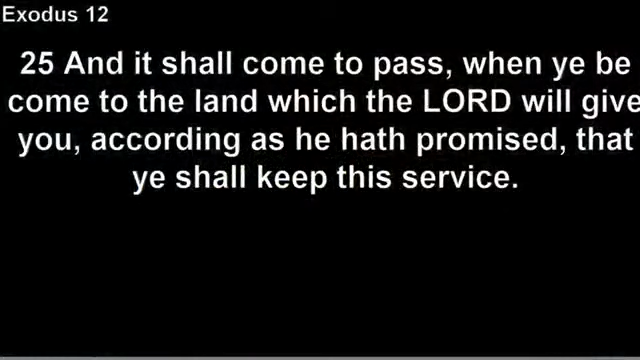 Exodus 12
25 And it shall come to pass, when ye be
come to the land which the LORD will give
you, according as he hath promised, that
ye shall keep this service.